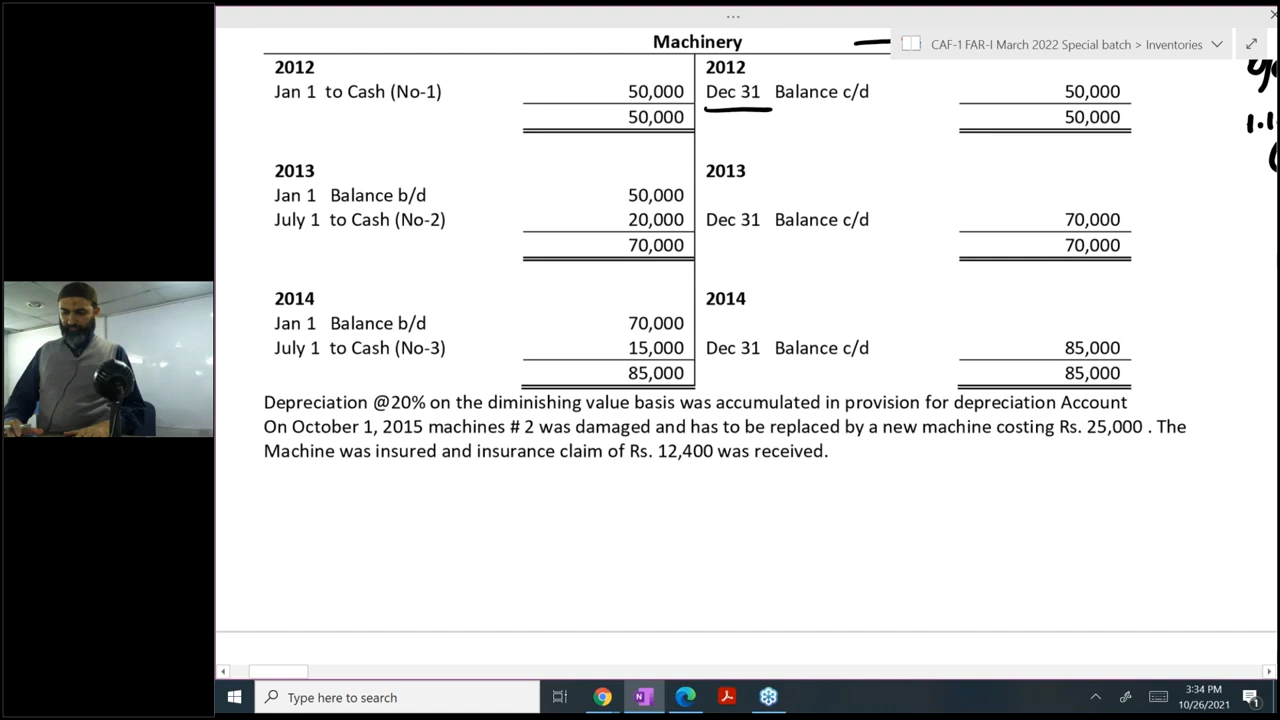 CAF-1 FAR-I March 2022 Special batch > Inventories
Machinery
2012 2012
Jan 1 to Cash (No-1) 50,000 Dec 31 Balance c/d 50,000
50,000 50,000
2013 2013
Jan 1 Balance b/d 50,000
July 1 to Cash (No-2) 20,000 Dec 31 Balance c/d 70,000
70,000 70,000
2014 2014
Jan 1 Balance b/d 70,000
July 1 to Cash (No-3) 15,000 Dec 31 Balance c/d 85,000
85,000 85,000
Depreciation @20% on the diminishing value basis was accumulated in provision for depreciation Account
On October 1, 2015 machines # 2 was damaged and has to be replaced by a new machine costing Rs. 25,000 . The
Machine was insured and insurance claim of Rs. 12,400 was received.
Type here to search
3:34 PM
10/26/2021